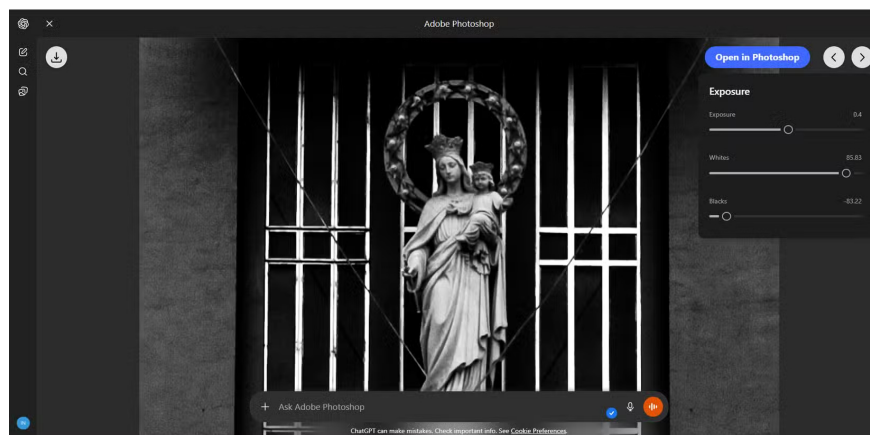 Adobe Photoshop
Open in Photoshop
Exposure
Exposure 0.4
Whites 85.83
Blacks -83.22
Ask Adobe Photoshop
ChatGPT can make mistakes. Check important info. See Cookie Preferences.